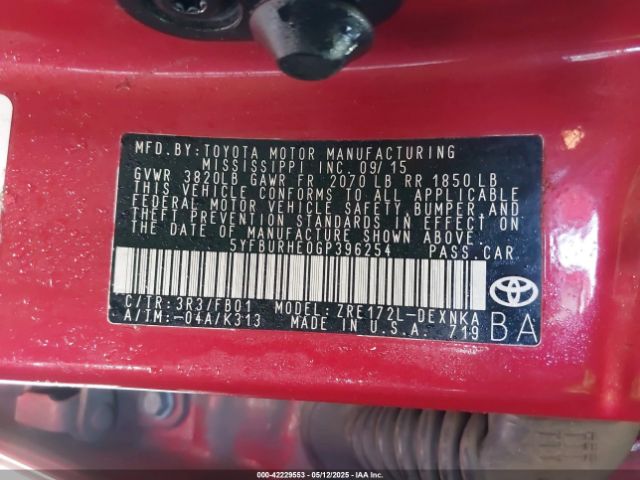 MFD.BY: TOYOTA MOTOR MANUFACTURING
MISSISSIPPI INC. 09/15
GVWR 3820LB GAWR FR 2070 LB RR 1850 LB
THIS VEHICLE CONFORMS TO ALL APPLICABLE
FEDERAL MOTOR VEHICLE SAFETY, BUMPER AND
THEFT PREVENTION STANDARDS IN EFFECT ON
THE DATE OF MANUFACTURE SHOWN ABOVE.
5YFBURHE0GP396254 PASS.CAR
C/TR:3R3/FB01 MODEL: ZRE172L-DEXNKA
A/TM:-04A/K313 MADE IN U.S.A. 719
BA
000-42229553 — 05/12/2025 — Copyright IAA, Inc.